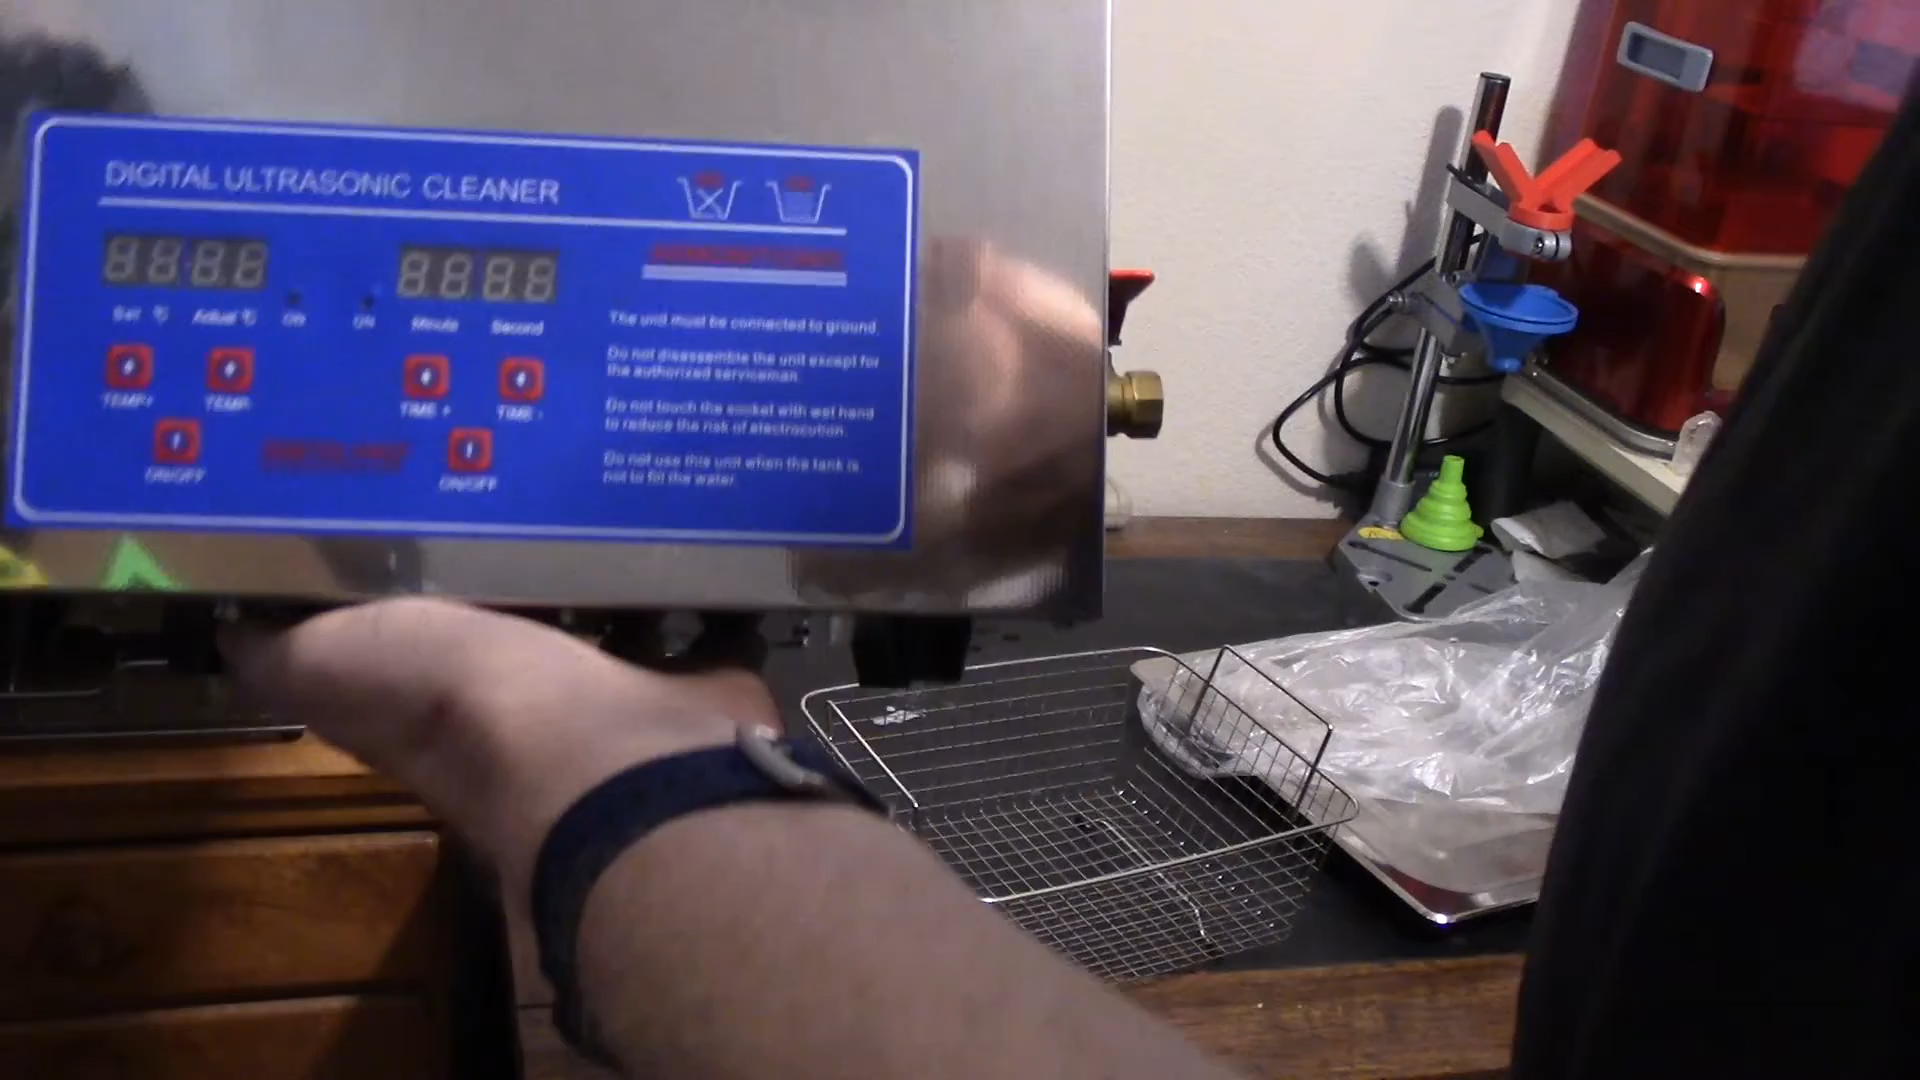 DIGITAL ULTRASONIC CLEANER
Set ℃ Actual ℃ ON ON Minute Second
TEMP+ TEMP- TIME + TIME -
ON/OFF ON/OFF
The unit must be connected to ground.
Do not disassemble the unit except for
the authorized serviceman.
Do not touch the socket with wet hand
to reduce the risk of electrocution.
Do not use this unit when the tank is
not to fill the water.